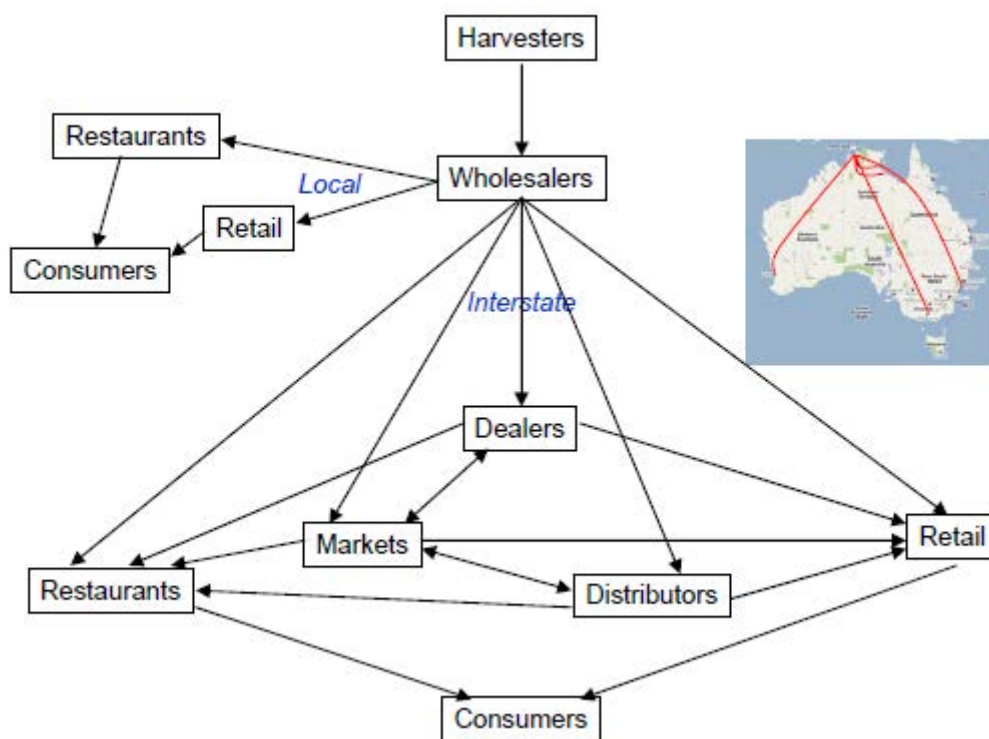 Harvesters
Restaurants
Wholesalers
Local
Retail
Consumers
Interstate
Dealers
Markets
Retail
Restaurants
Distributors
Consumers